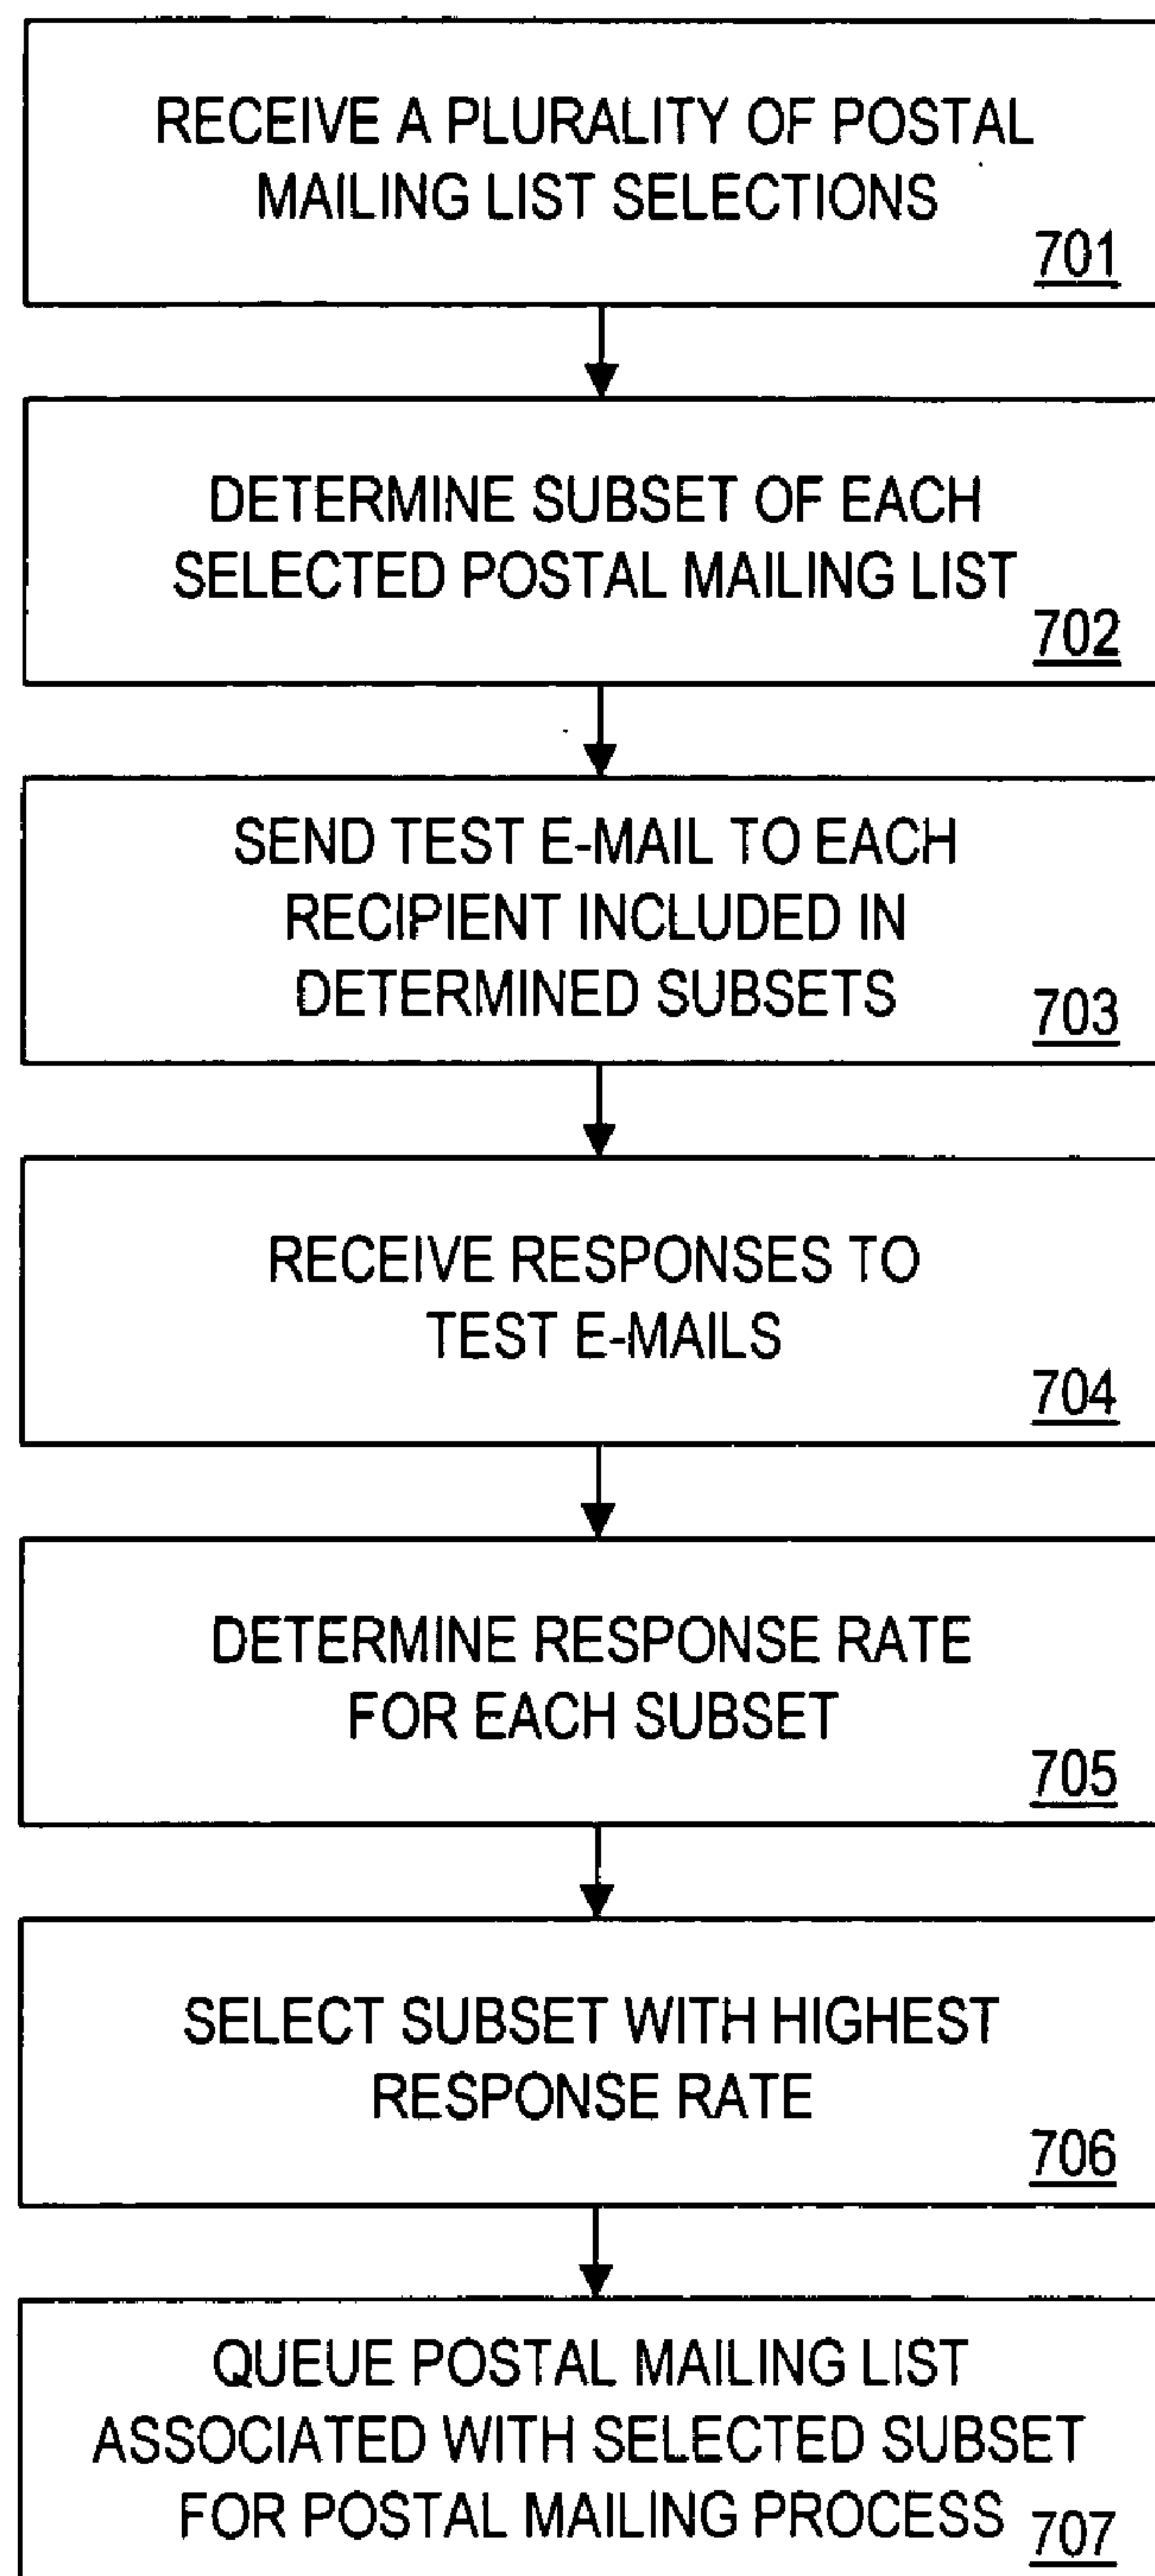 RECEIVE A PLURALITY OF POSTAL
MAILING LIST SELECTIONS
701
DETERMINE SUBSET OF EACH
SELECTED POSTAL MAILING LIST
702
SEND TEST E-MAIL TO EACH
RECIPIENT INCLUDED IN
DETERMINED SUBSETS
703
RECEIVE RESPONSES TO
TEST E-MAILS
704
DETERMINE RESPONSE RATE
FOR EACH SUBSET
705
SELECT SUBSET WITH HIGHEST
RESPONSE RATE
706
QUEUE POSTAL MAILING LIST
ASSOCIATED WITH SELECTED SUBSET
FOR POSTAL MAILING PROCESS
707